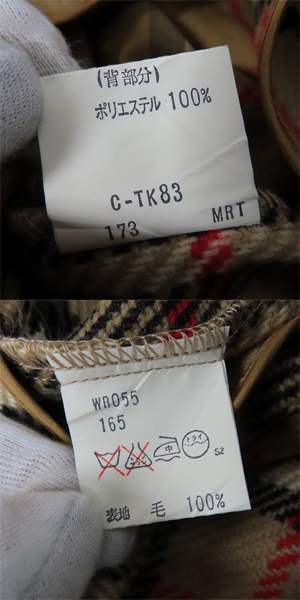 (背部分)
ポリエステル 100%
C-TK83
173 MRT
WR055
165
中 ドライ
S2
表地 毛 100%